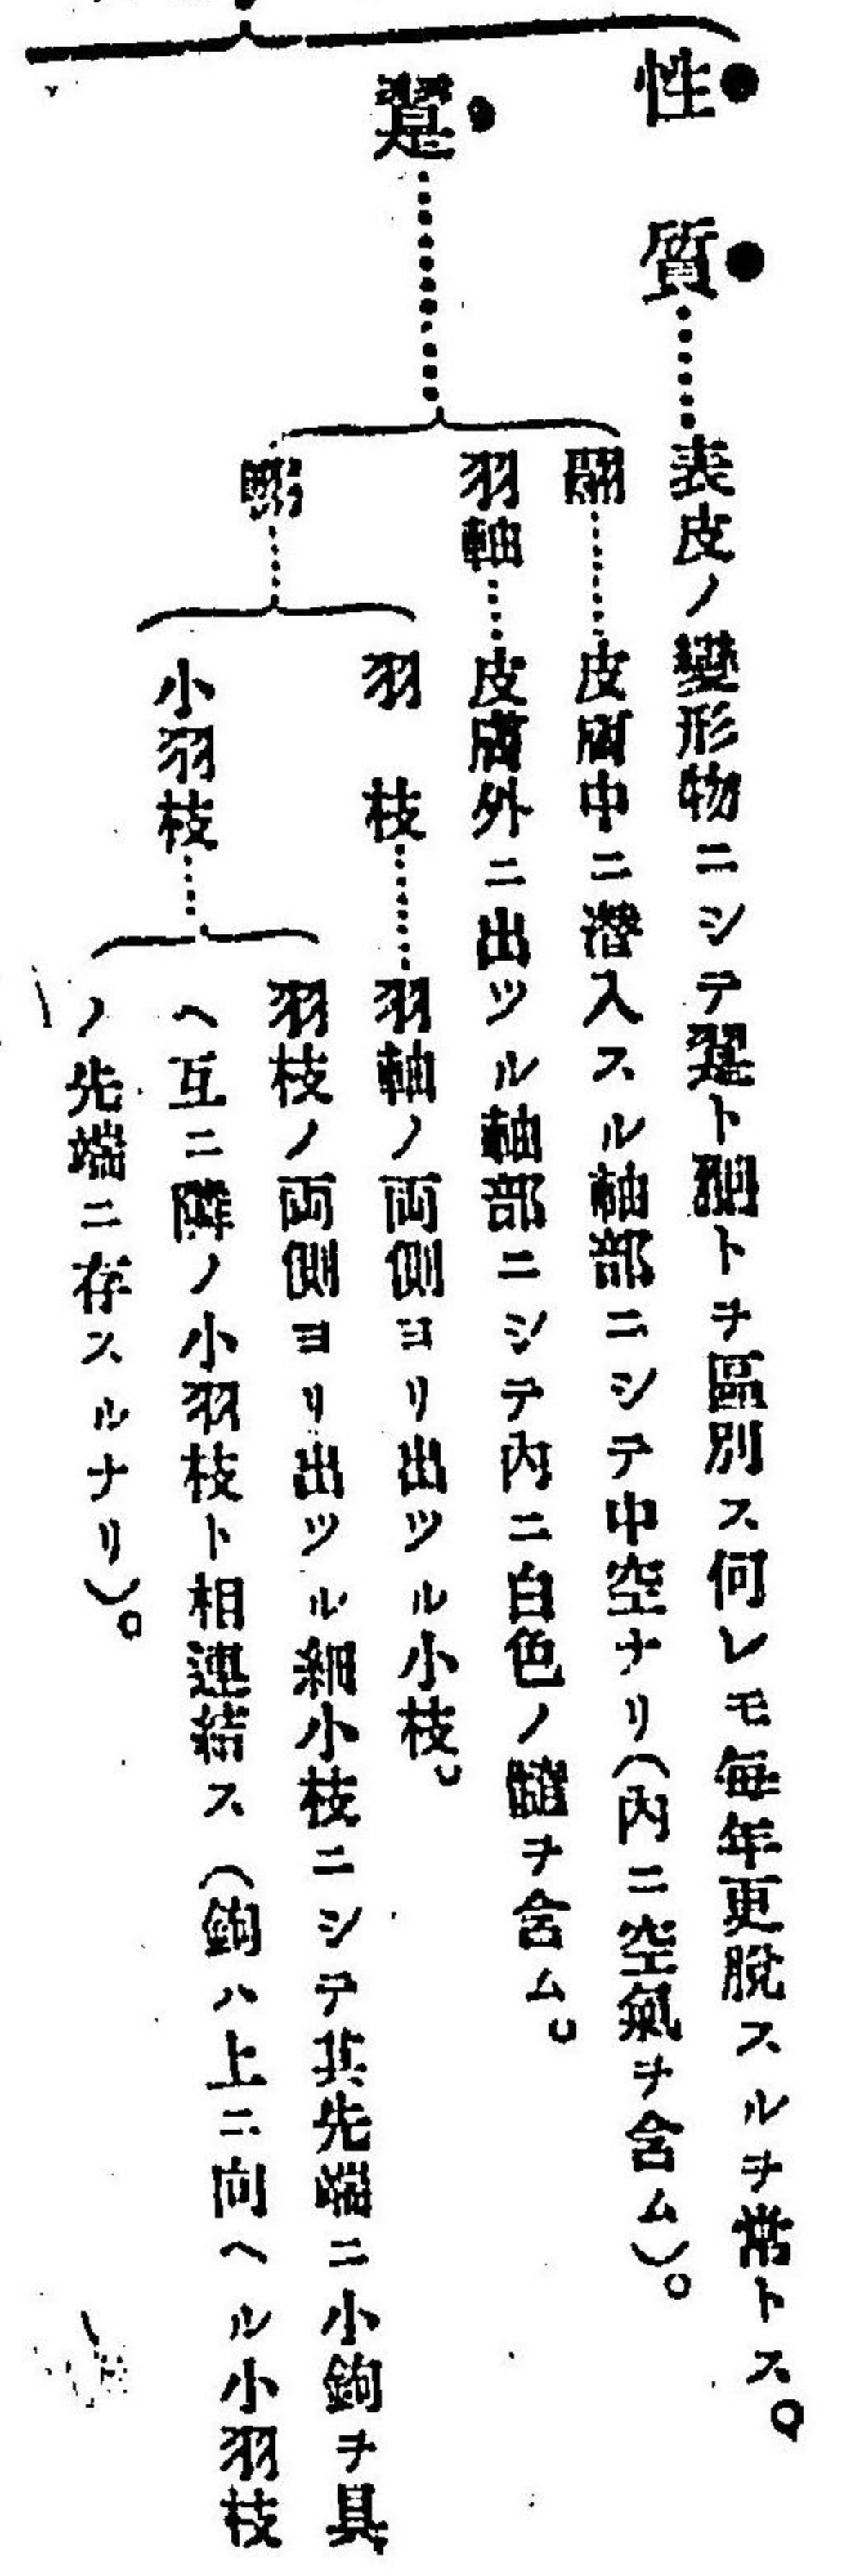 性質……表皮ノ變形物ニシテ翨トトヲ區別ス何レモ毎年更脫スルヲ常トス。
翨……
翮……皮膚中ニ潛入スル軸部ニシテ中空ナリ(內ニ空氣ヲ含ム)。
羽軸……皮膚外ニ出ツル軸部ニシテ內ニ白色ノ髓ヲ含ム。
羽枝……羽軸ノ両側ヨリ出ツル小枝。
小羽枝……羽枝ノ両側ヨリ出ツル細小枝ニシテ其先端ニ小鉤ヲ具
ヘ互ニ隣ノ小羽枝ト相連結ス(鉤ハ上ニ向ヘル小羽枝
ノ先端ニ存スルナリ)。